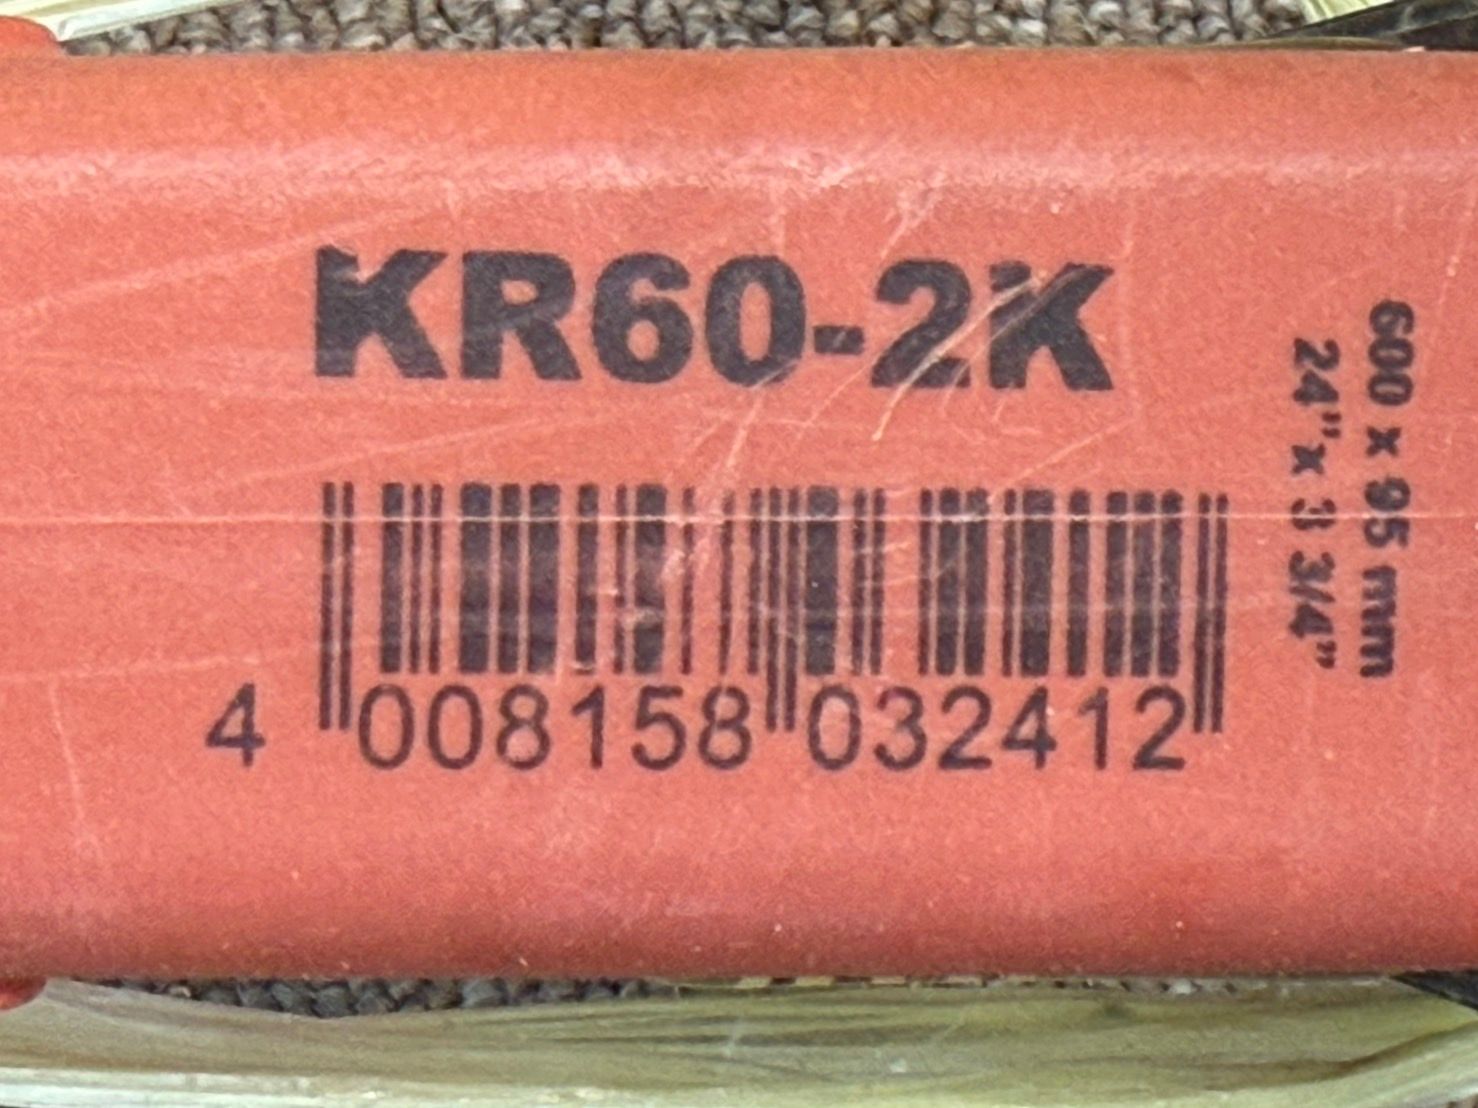 KR60-2K
4 008158 032412
600 x 95 mm
24" x 3 3/4"